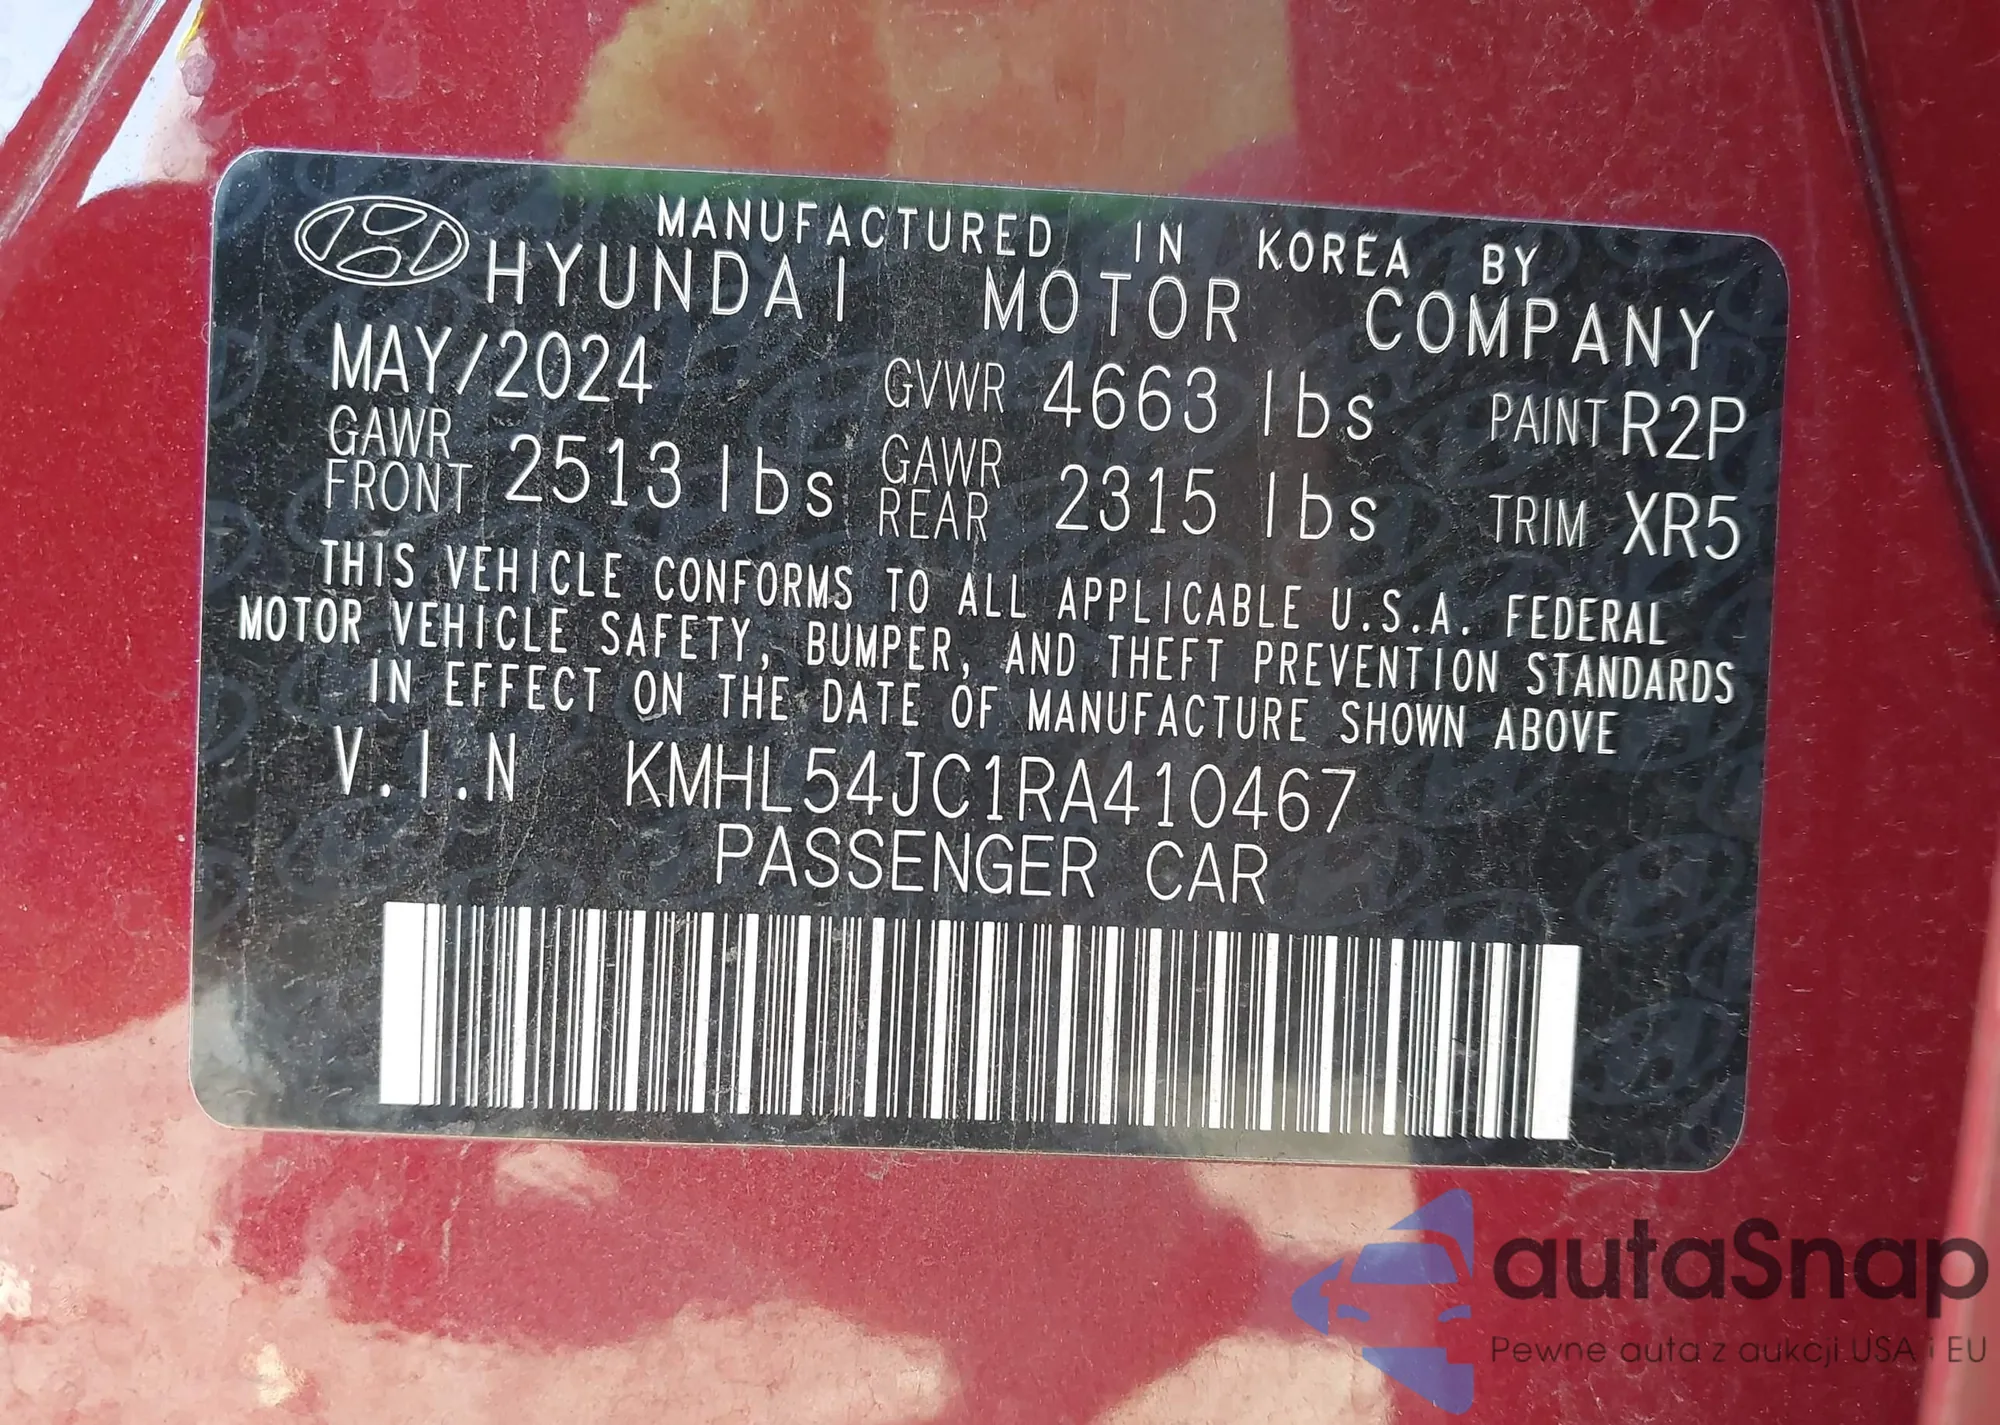 MANUFACTURED IN KOREA BY
HYUNDAI MOTOR COMPANY
MAY/2024 GVWR 4663 lbs PAINT R2P
GAWR FRONT 2513 lbs GAWR REAR 2315 lbs TRIM XR5
THIS VEHICLE CONFORMS TO ALL APPLICABLE U.S.A. FEDERAL
MOTOR VEHICLE SAFETY, BUMPER, AND THEFT PREVENTION STANDARDS
IN EFFECT ON THE DATE OF MANUFACTURE SHOWN ABOVE
V.I.N KMHL54JC1RA410467
PASSENGER CAR
autaSnap
Pewne auta z aukcji USA i EU